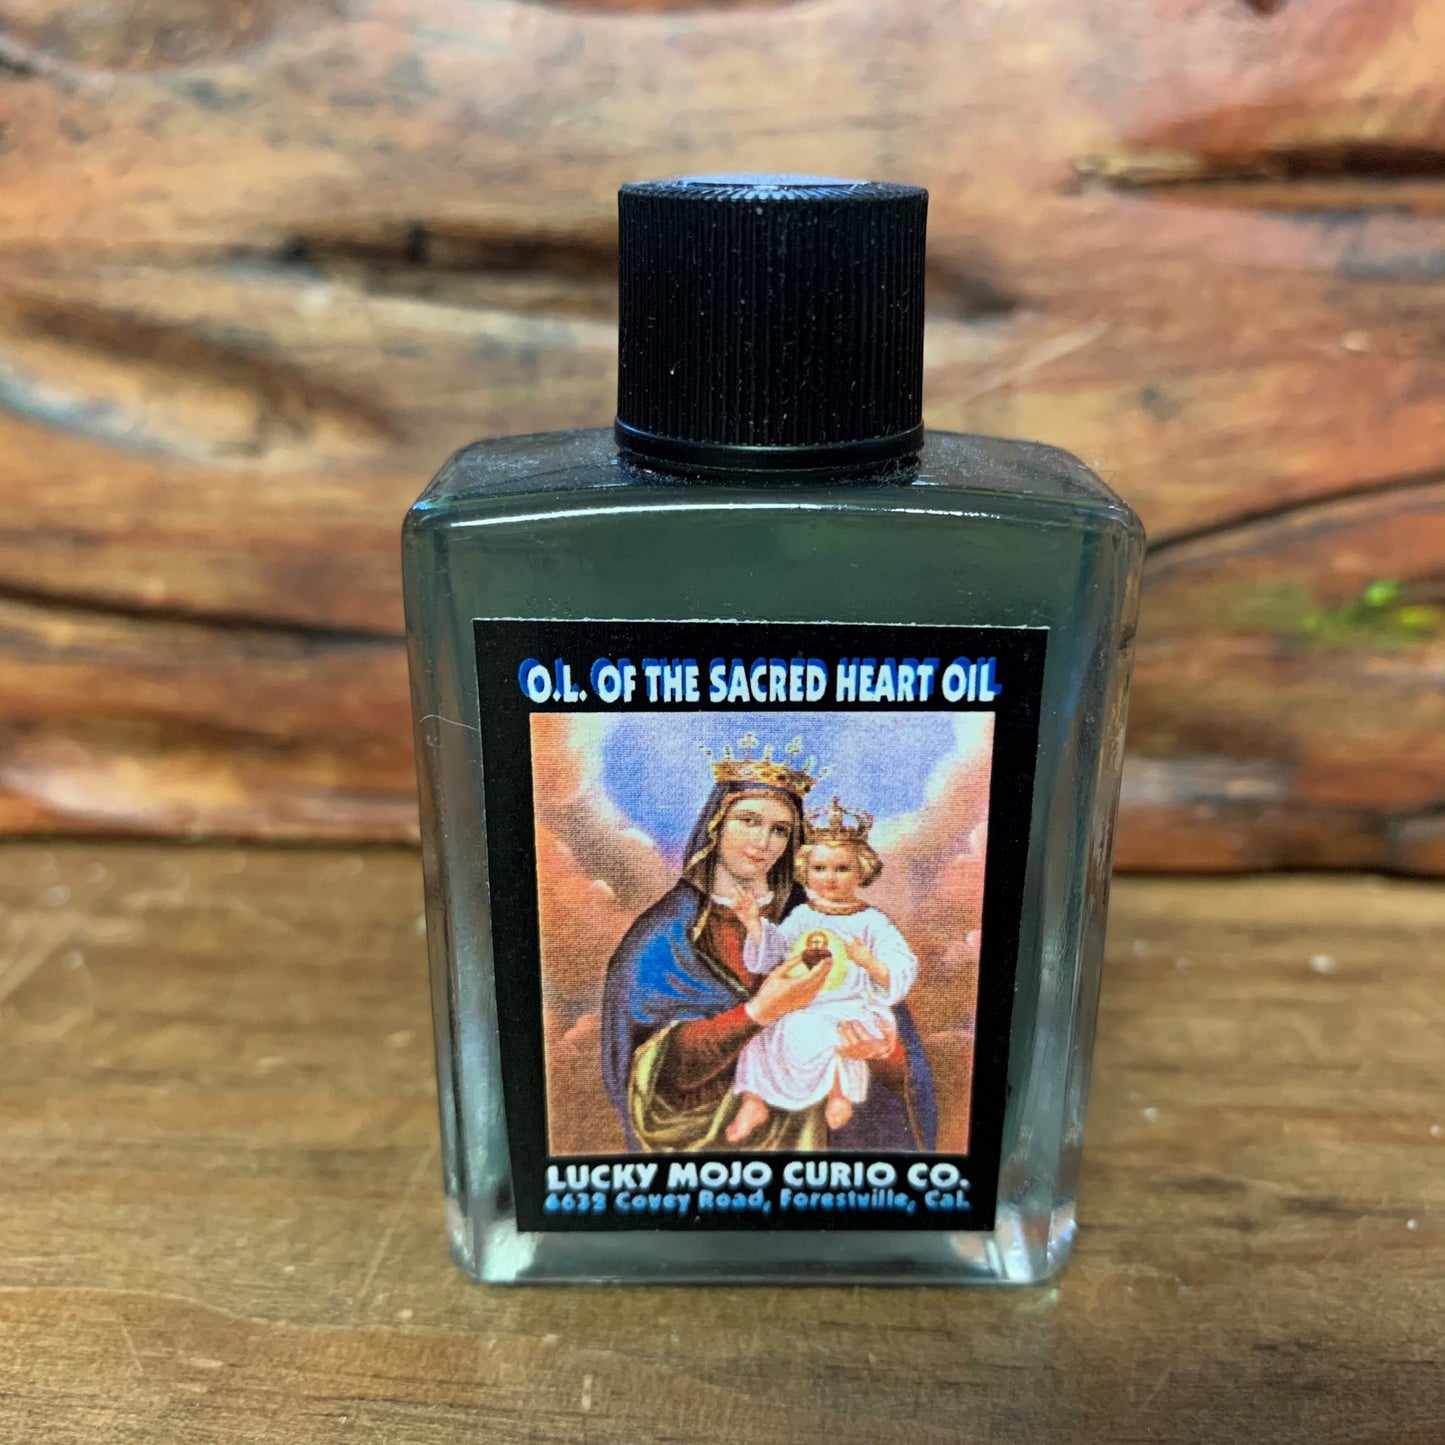 O.L. OF THE SACRED HEART OIL
LUCKY MOJO CURIO CO.
6632 Covey Road, Forestville, Cal.